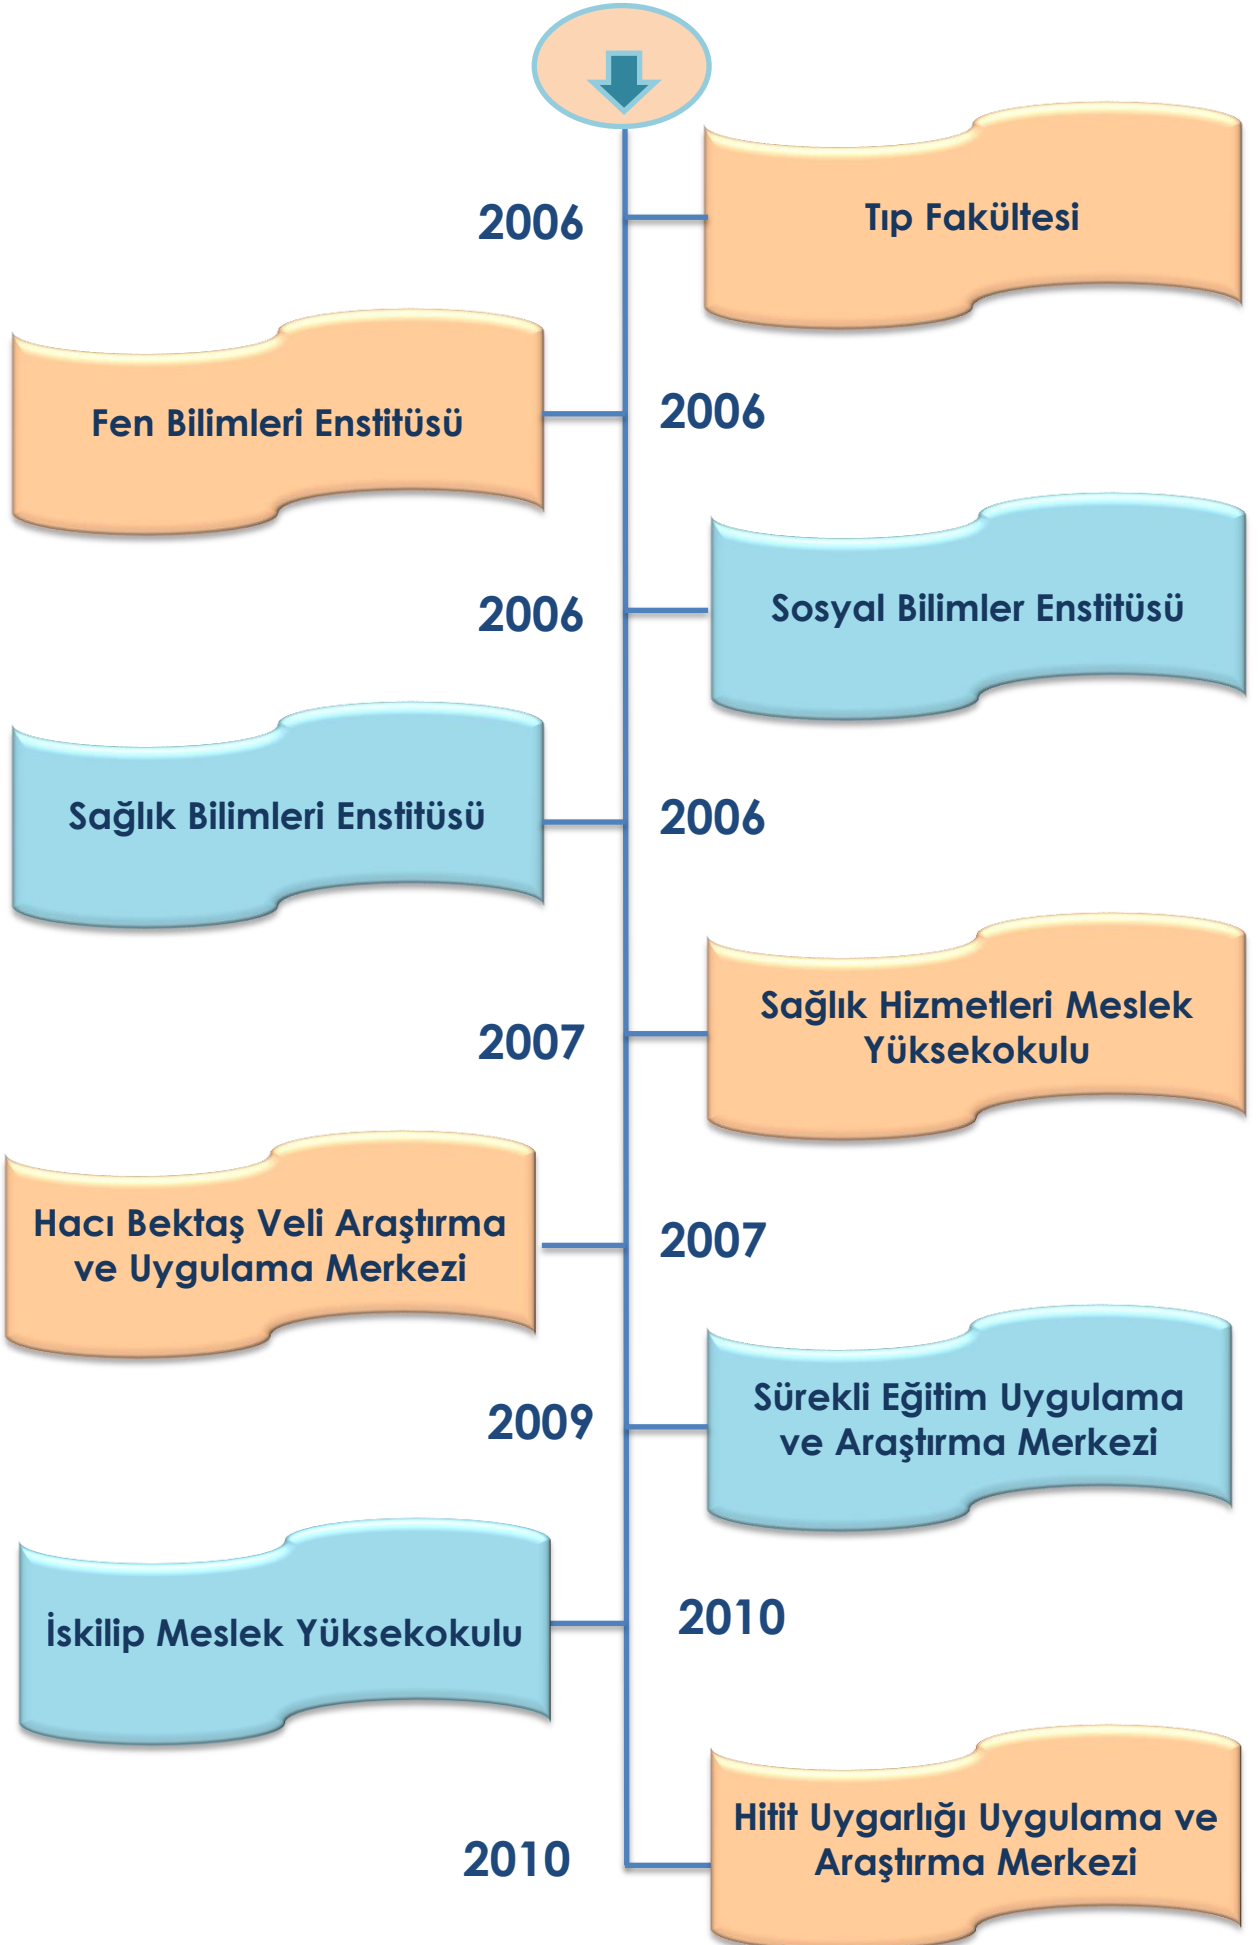 2006
Tıp Fakültesi
Fen Bilimleri Enstitüsü
2006
2006
Sosyal Bilimler Enstitüsü
Sağlık Bilimleri Enstitüsü
2006
2007
Sağlık Hizmetleri Meslek
Yüksekokulu
Hacı Bektaş Veli Araştırma
ve Uygulama Merkezi
2007
2009
Sürekli Eğitim Uygulama
ve Araştırma Merkezi
İskilip Meslek Yüksekokulu
2010
2010
Hitit Uygarlığı Uygulama ve
Araştırma Merkezi